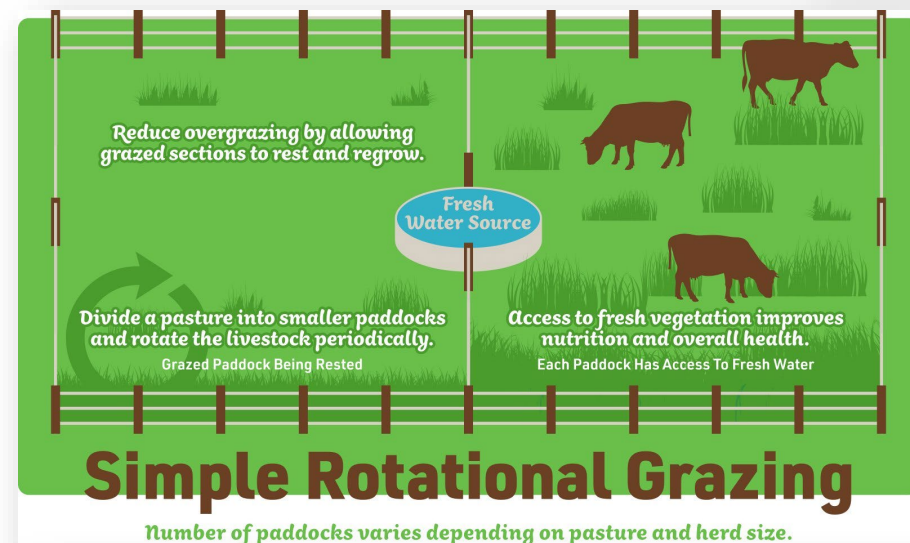 Reduce overgrazing by allowing
grazed sections to rest and regrow.
Fresh
Water Source
Divide a pasture into smaller paddocks
and rotate the livestock periodically.
Grazed Paddock Being Rested
Access to fresh vegetation improves
nutrition and overall health.
Each Paddock Has Access To Fresh Water
Simple Rotational Grazing
Number of paddocks varies depending on pasture and herd size.